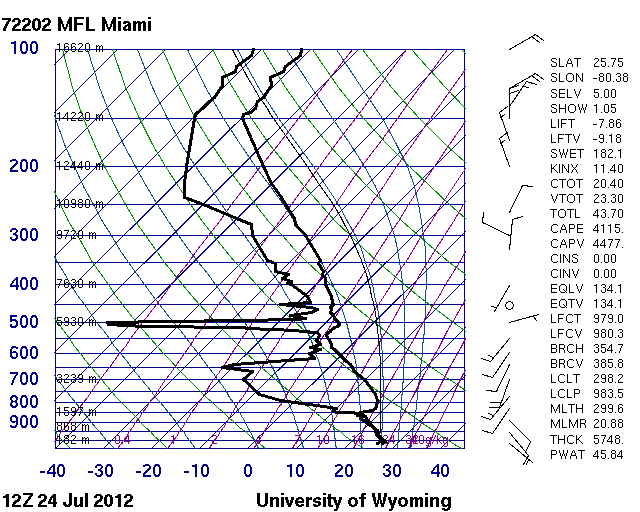 72202 MFL Miami
100 16620 m
14220 m
200 12440 m
10980 m
300 9720 m
400 7630 m
500 5930 m
600
700 3239 m
800
1597 m
900 868 m
182 m 0.4 1 2 4 7 10 16 24 32 40g/kg
-40 -30 -20 -10 0 10 20 30 40
12Z 24 Jul 2012 University of Wyoming
SLAT 25.75
SLON -80.38
SELV 5.00
SHOW 1.05
LIFT -7.86
LFTV -9.18
SWET 182.1
KINX 11.40
CTOT 20.40
VTOT 23.30
TOTL 43.70
CAPE 4115.
CAPV 4477.
CINS 0.00
CINV 0.00
EQLV 134.1
EQTV 134.1
LFCT 979.0
LFCV 980.3
BRCH 354.7
BRCV 385.8
LCLT 296.2
LCLP 983.5
MLTH 299.6
MLMR 20.88
THCK 5748.
PWAT 45.84